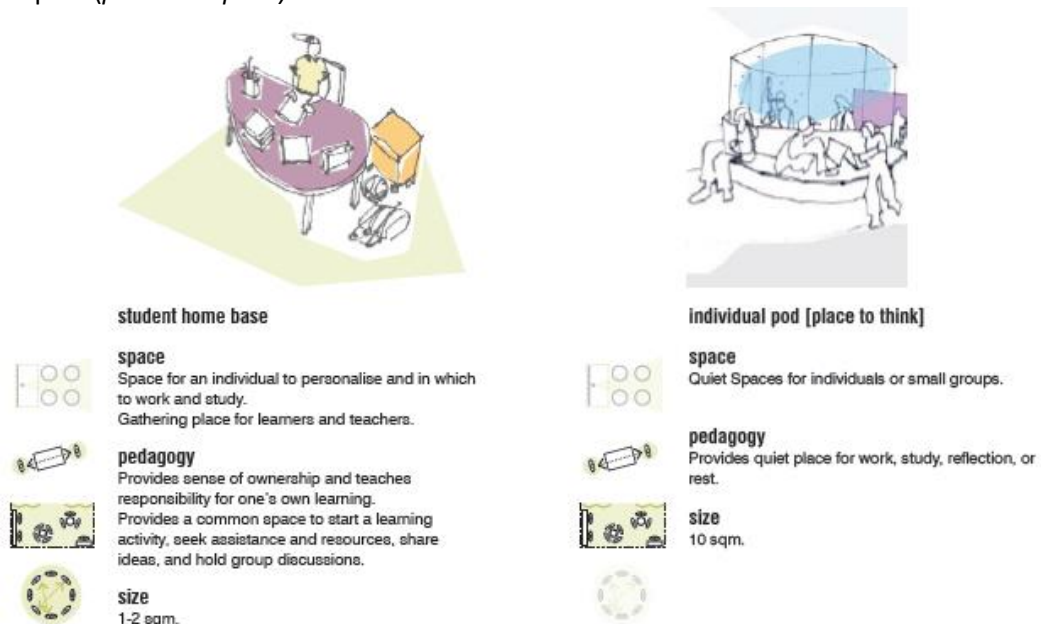 student home base
space
Space for an individual to personalise and in which
to work and study.
Gathering place for learners and teachers.
pedagogy
Provides sense of ownership and teaches
responsibility for one's own learning.
Provides a common space to start a learning
activity, seek assistance and resources, share
ideas, and hold group discussions.
size
1-2 sqm.
individual pod [place to think]
space
Quiet Spaces for individuals or small groups.
pedagogy
Provides quiet place for work, study, reflection, or
rest.
size
10 sqm.